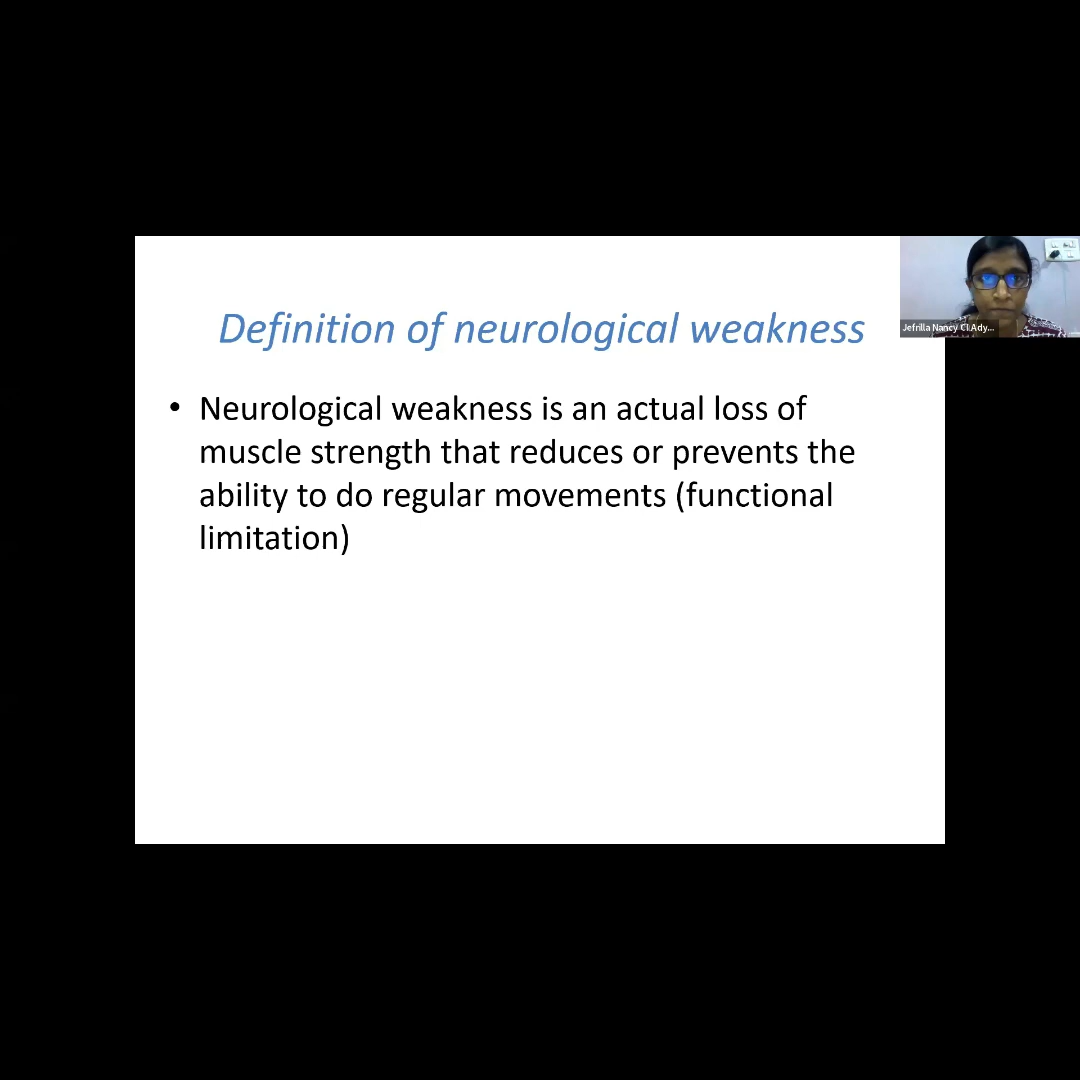 Definition of neurological weakness
• Neurological weakness is an actual loss of
muscle strength that reduces or prevents the
ability to do regular movements (functional
limitation)
Jefrilla Nancy CI.Ady...